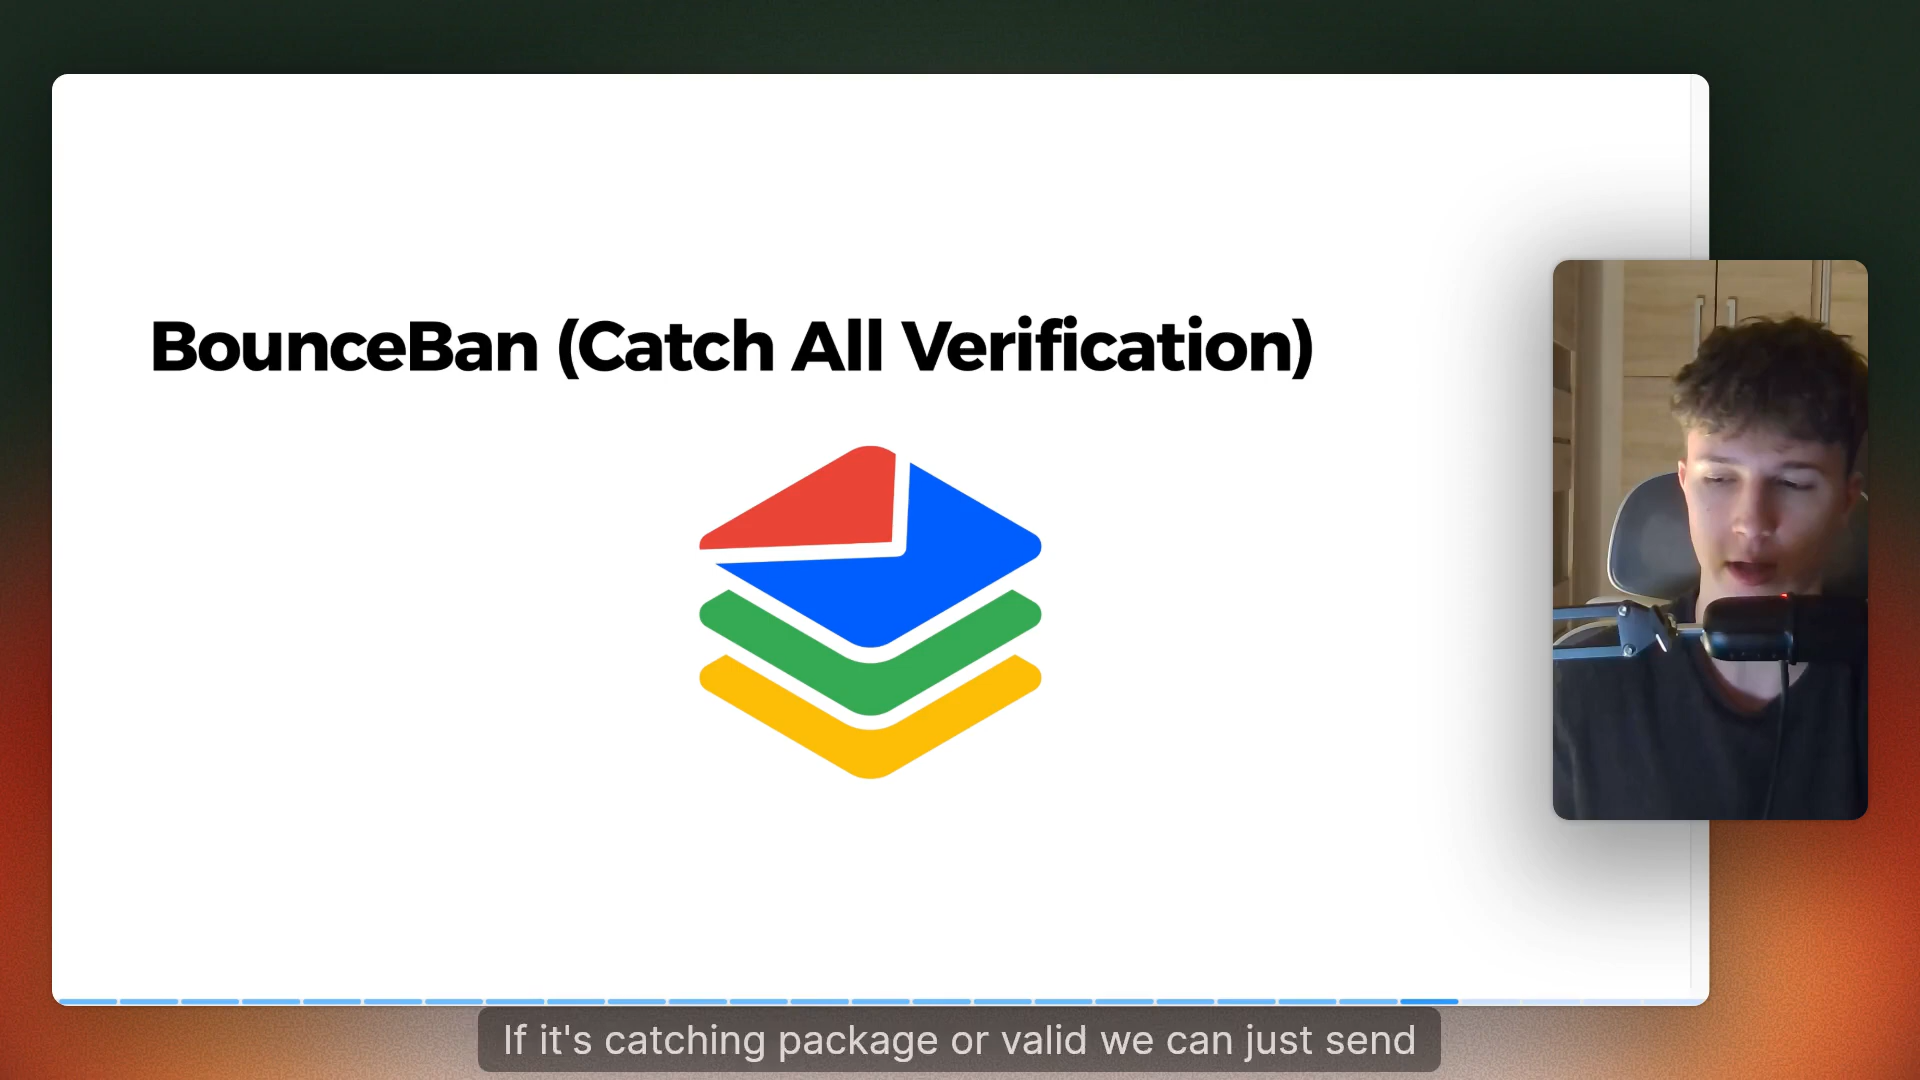 BounceBan (Catch All Verification)
If it's catching package or valid we can just send